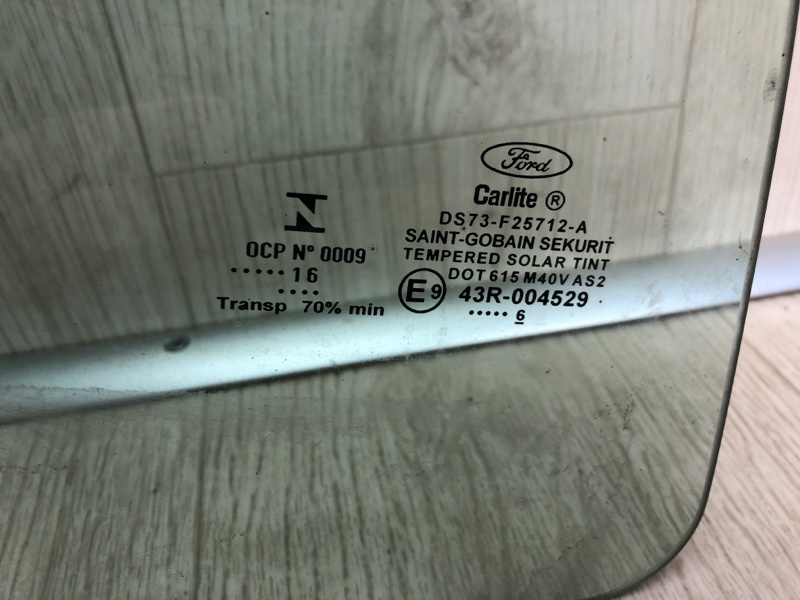 Ford
Carlite ®
DS73-F25712-A
SAINT-GOBAIN SEKURIT
TEMPERED SOLAR TINT
DOT 615 M40V AS2
E9 43R-004529
..... 6
N
OCP N° 0009
..... 16
....
Transp 70% min